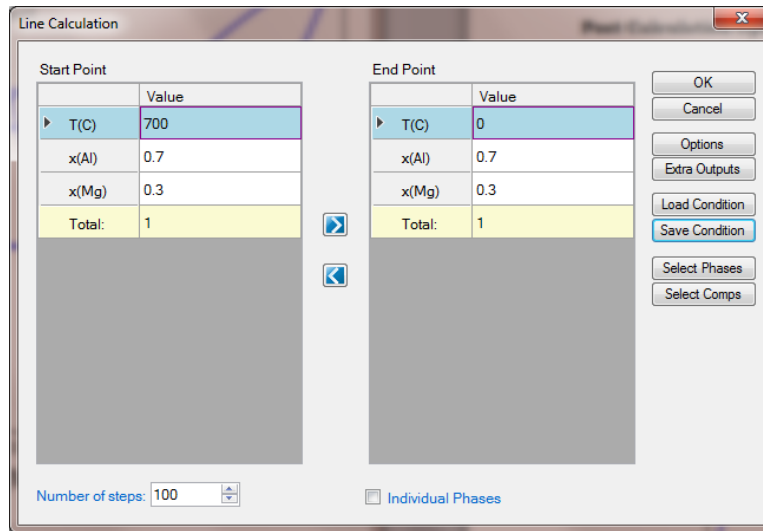 Line Calculation
Start Point
Value
T(C) 700
x(Al) 0.7
x(Mg) 0.3
Total: 1
End Point
Value
T(C) 0
x(Al) 0.7
x(Mg) 0.3
Total: 1
OK
Cancel
Options
Extra Outputs
Load Condition
Save Condition
Select Phases
Select Comps
Number of steps: 100
Individual Phases